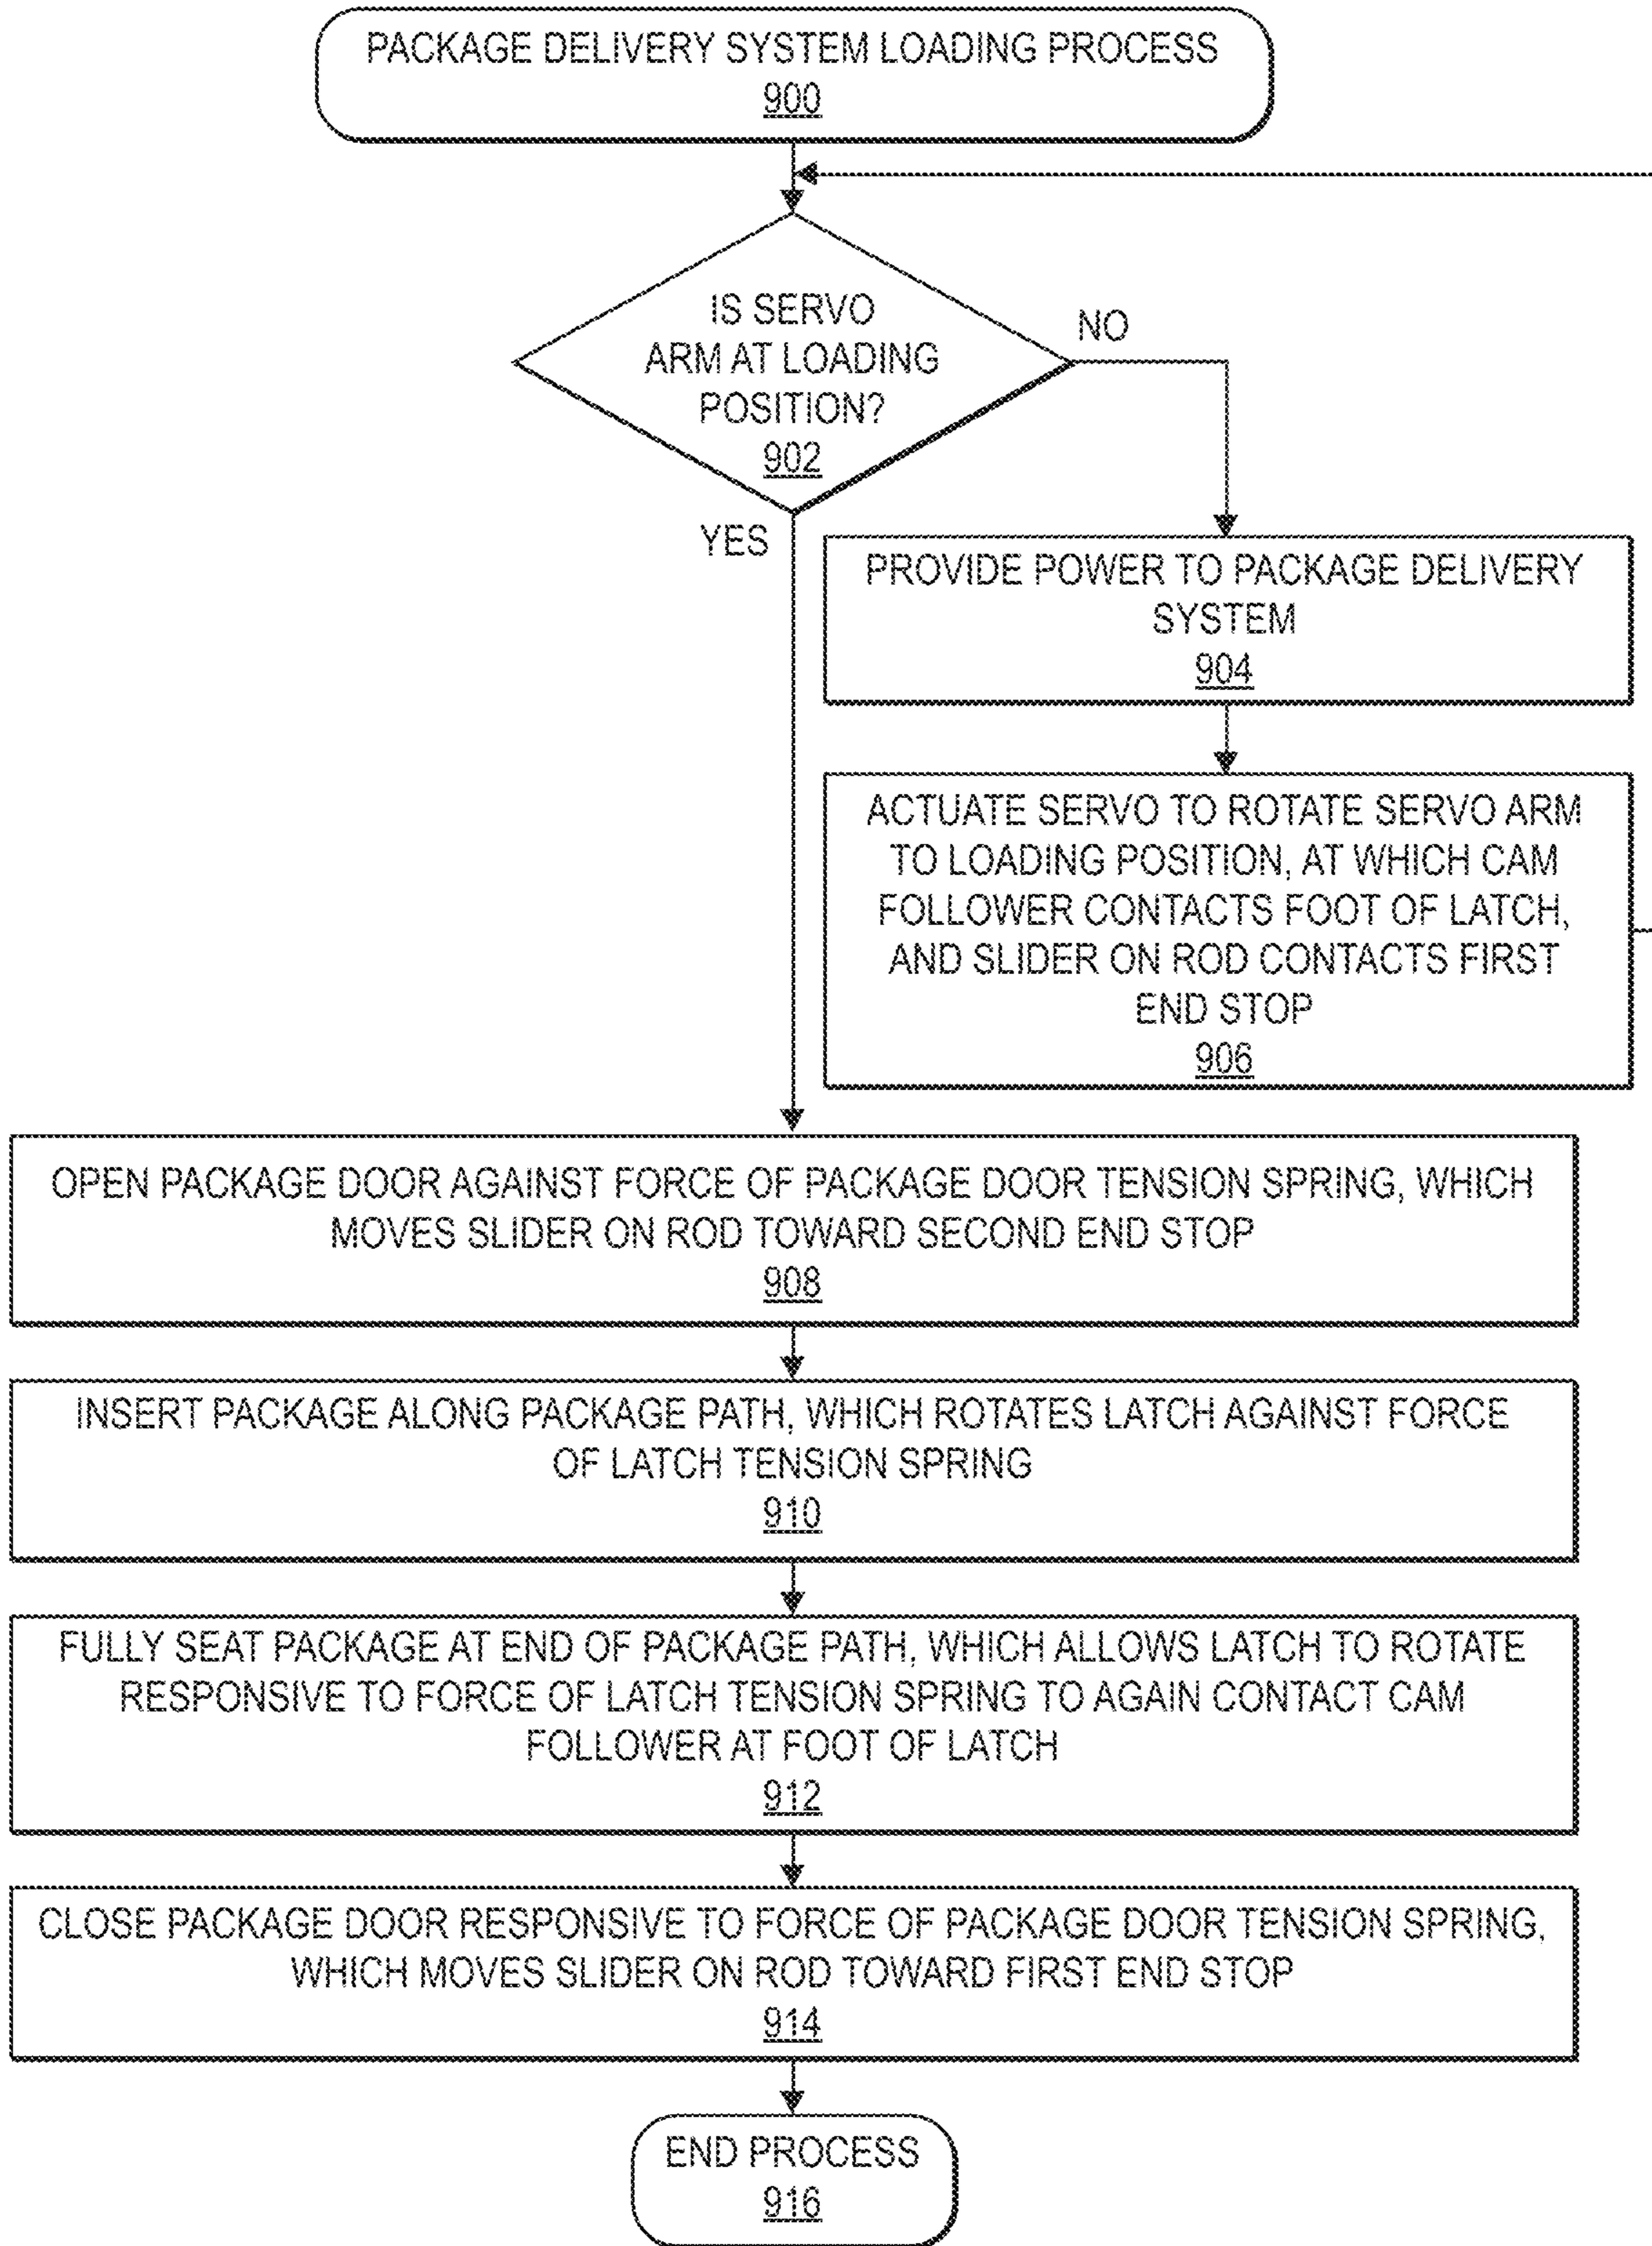 PACKAGE DELIVERY SYSTEM LOADING PROCESS
900
IS SERVO
ARM AT LOADING
POSITION?
902
NO
YES
PROVIDE POWER TO PACKAGE DELIVERY
SYSTEM
904
ACTUATE SERVO TO ROTATE SERVO ARM
TO LOADING POSITION, AT WHICH CAM
FOLLOWER CONTACTS FOOT OF LATCH,
AND SLIDER ON ROD CONTACTS FIRST
END STOP
906
OPEN PACKAGE DOOR AGAINST FORCE OF PACKAGE DOOR TENSION SPRING, WHICH
MOVES SLIDER ON ROD TOWARD SECOND END STOP
908
INSERT PACKAGE ALONG PACKAGE PATH, WHICH ROTATES LATCH AGAINST FORCE
OF LATCH TENSION SPRING
910
FULLY SEAT PACKAGE AT END OF PACKAGE PATH, WHICH ALLOWS LATCH TO ROTATE
RESPONSIVE TO FORCE OF LATCH TENSION SPRING TO AGAIN CONTACT CAM
FOLLOWER AT FOOT OF LATCH
912
CLOSE PACKAGE DOOR RESPONSIVE TO FORCE OF PACKAGE DOOR TENSION SPRING,
WHICH MOVES SLIDER ON ROD TOWARD FIRST END STOP
914
END PROCESS
916